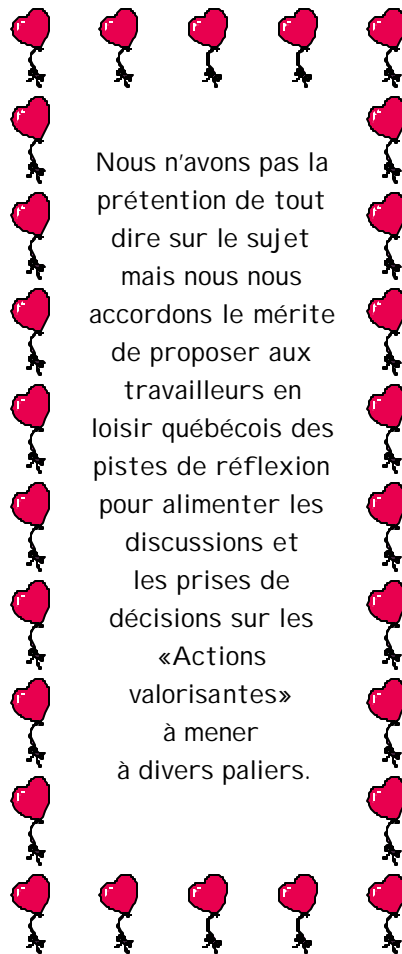 Nous n'avons pas la
prétention de tout
dire sur le sujet
mais nous nous
accordons le mérite
de proposer aux
travailleurs en
loisir québécois des
pistes de réflexion
pour alimenter les
discussions et
les prises de
décisions sur les
«Actions
valorisantes»
à mener
à divers paliers.